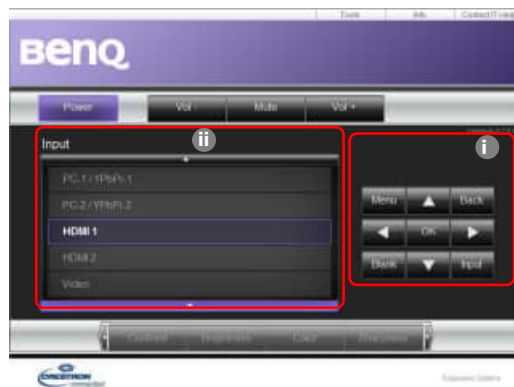 Tools Info Contact IT Help
BenQ
Power Vol - Mute Vol +
Input
ii
i
PC-1 / YPbPr-1
PC-2 / YPbPr-2
HDMI 1
HDMI 2
Video
Menu Back
OK
Blank Input
Contrast Brightness Color Sharpness
CRESTRON